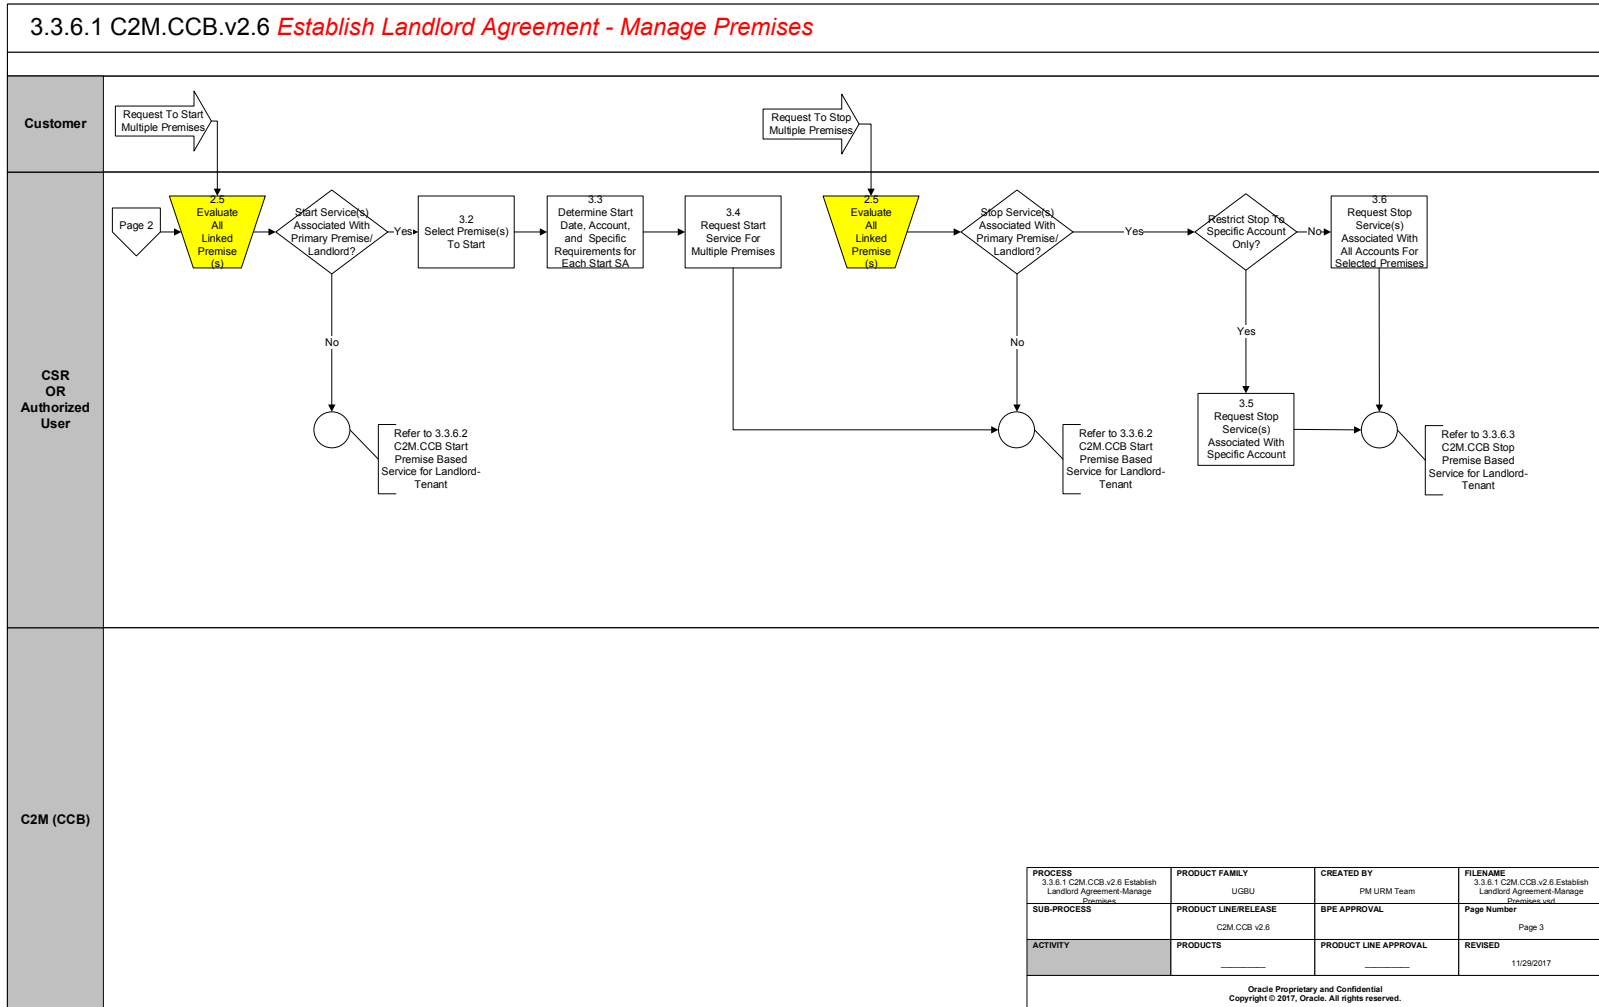 3.3.6.1 C2M.CCB.v2.6 Establish Landlord Agreement - Manage Premises
Customer
Request To Start
Multiple Premises
Request To Stop
Multiple Premises
CSR
OR
Authorized
User
Page 2
2.5
Evaluate
All
Linked
Premise
(s)
Start Service(s)
Associated With
Primary Premise/
Landlord?
Yes
3.2
Select Premise(s)
To Start
3.3
Determine Start
Date, Account,
and Specific
Requirements for
Each Start SA
3.4
Request Start
Service For
Multiple Premises
2.5
Evaluate
All
Linked
Premise
(s)
Stop Service(s)
Associated With
Primary Premise/
Landlord?
Yes
Restrict Stop To
Specific Account
Only?
No
3.6
Request Stop
Service(s)
Associated With
All Accounts For
Selected Premises
No
No
Yes
3.5
Request Stop
Service(s)
Associated With
Specific Account
Refer to 3.3.6.2
C2M.CCB Start
Premise Based
Service for Landlord-
Tenant
Refer to 3.3.6.2
C2M.CCB Start
Premise Based
Service for Landlord-
Tenant
Refer to 3.3.6.3
C2M.CCB Stop
Premise Based
Service for Landlord-
Tenant
C2M (CCB)
PROCESS
3.3.6.1 C2M.CCB.v2.6 Establish
Landlord Agreement-Manage
Premises
PRODUCT FAMILY
UGBU
CREATED BY
PM URM Team
FILENAME
3.3.6.1 C2M.CCB.v2.6.Establish
Landlord Agreement-Manage
Premises.vsd
SUB-PROCESS
PRODUCT LINE/RELEASE
C2M.CCB v2.6
BPE APPROVAL
Page Number
Page 3
ACTIVITY
PRODUCTS
PRODUCT LINE APPROVAL
REVISED
11/29/2017
Oracle Proprietary and Confidential
Copyright © 2017, Oracle. All rights reserved.